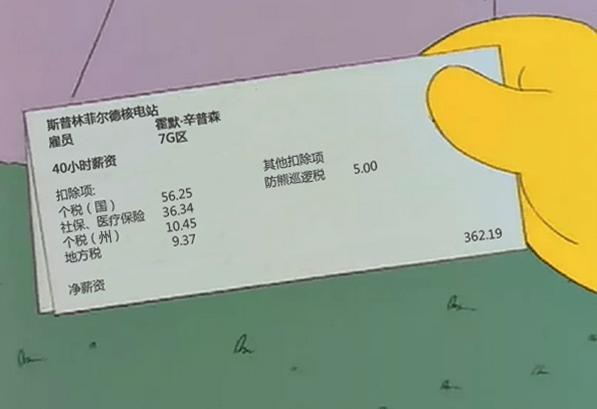 斯普林菲尔德核电站
雇员 霍默·辛普森
7G区
40小时薪资
其他扣除项
扣除项:
防熊巡逻税 5.00
个税（国） 56.25
社保、医疗保险 36.34
个税（州） 10.45
地方税 9.37
净薪资 362.19